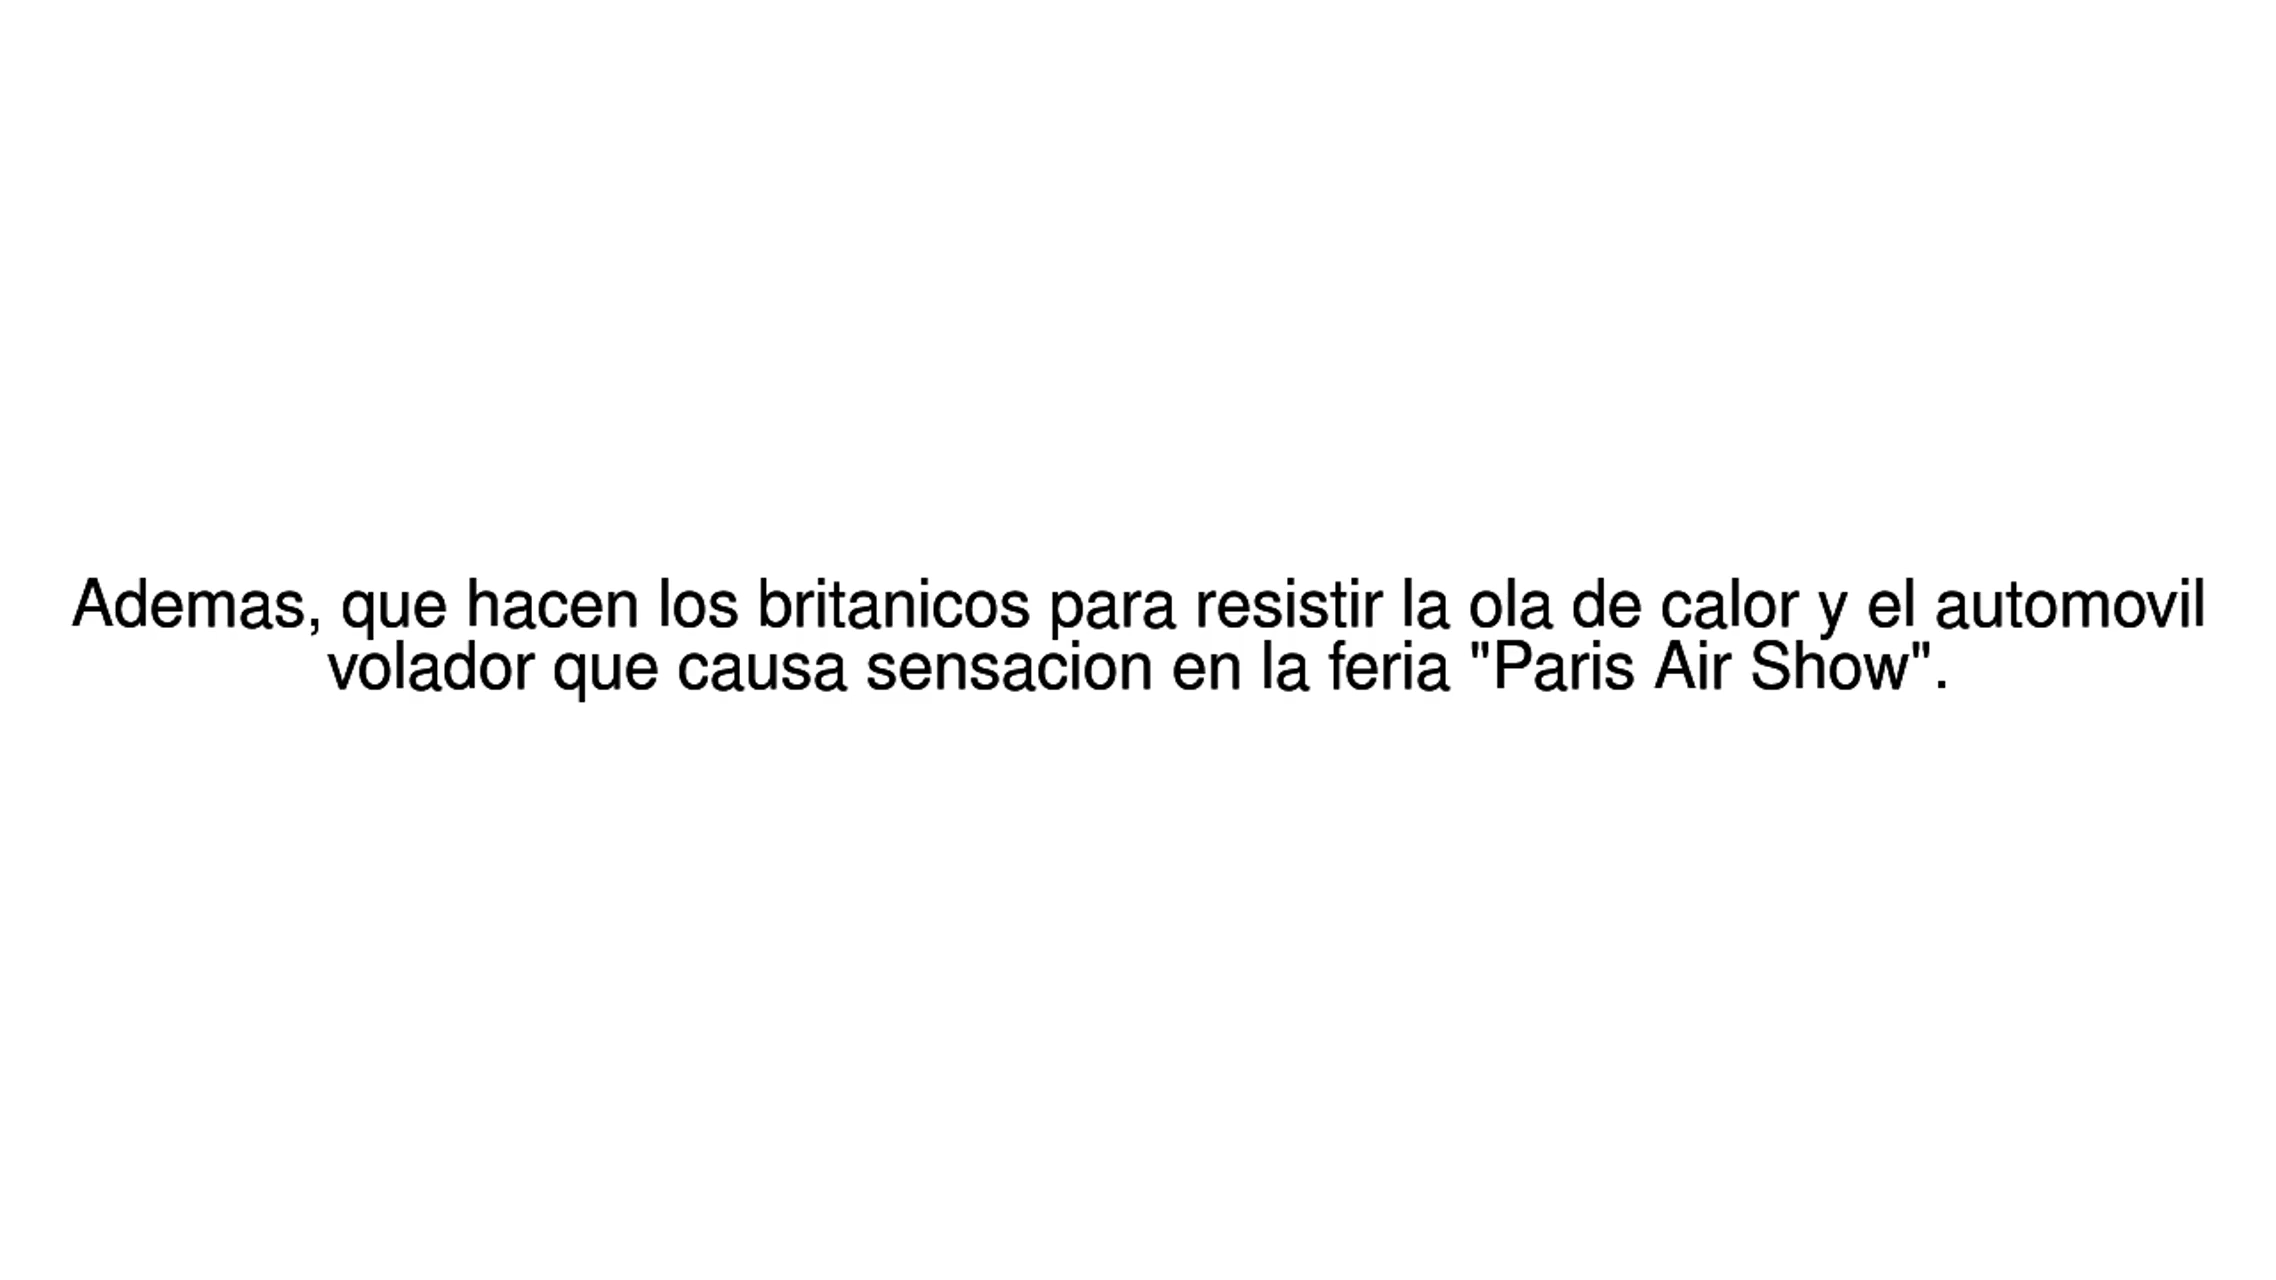 Ademas, que hacen los britanicos para resistir la ola de calor y el automovil
volador que causa sensacion en la feria "Paris Air Show".